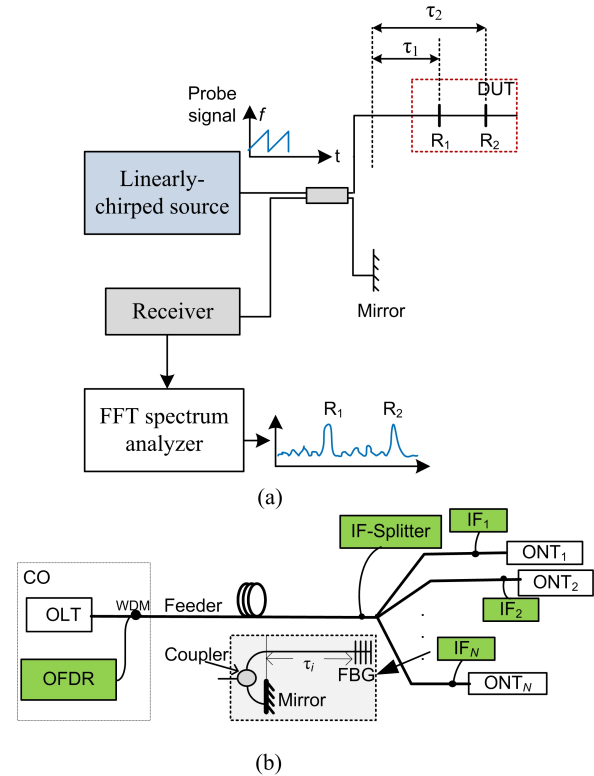 τ2
τ1
DUT
R1 R2
Probe
signal
f
t
Linearly-
chirped source
Mirror
Receiver
FFT spectrum
analyzer
R1 R2
(a)
CO
OLT
WDM
Feeder
OFDR
IF-Splitter
IF1
ONT1
ONT2
IF2
IFN
ONTN
Coupler
τi
FBG
Mirror
(b)